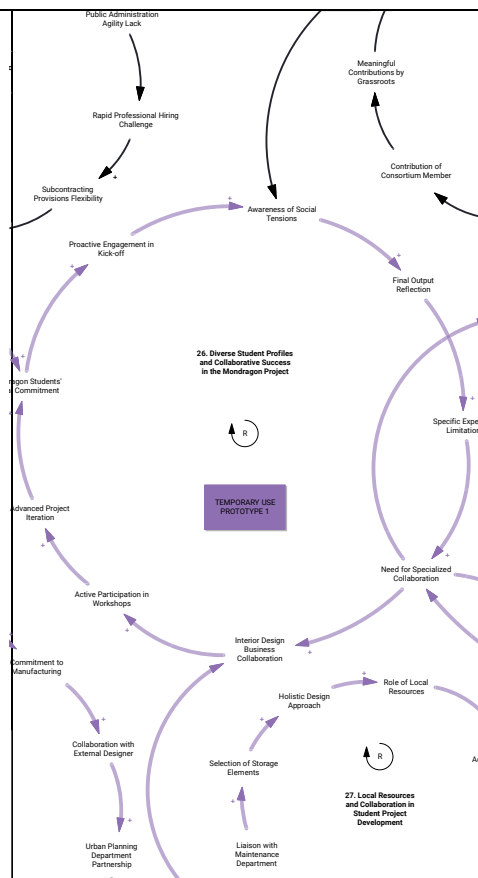 Public Administration
Agility Lack
Meaningful
Contributions by
Grassroots
Rapid Professional Hiring
Challenge
Contribution of
Consortium Member
Subcontracting
Provisions Flexibility
+
+
Awareness of Social
Tensions
Proactive Engagement in
Kick-off
+
+
Final Output
Reflection
26. Diverse Student Profiles
and Collaborative Success
in the Mondragon Project
+
Students'
Commitment
+
R
Specific
+
TEMPORARY USE
PROTOTYPE 1
Advanced Project
Iteration
+
+
Need for Specialized
Collaboration
Active Participation in
Workshops
+
Interior Design
Business
Collaboration
+
Commitment to
Manufacturing
+
Role of Local
Resources
Holistic Design
Approach
+
+
Collaboration with
External Designer
R
Selection of Storage
Elements
+
27. Local Resources
and Collaboration in
Student Project
Development
+
Urban Planning
Department
Partnership
Liaison with
Maintenance
Department